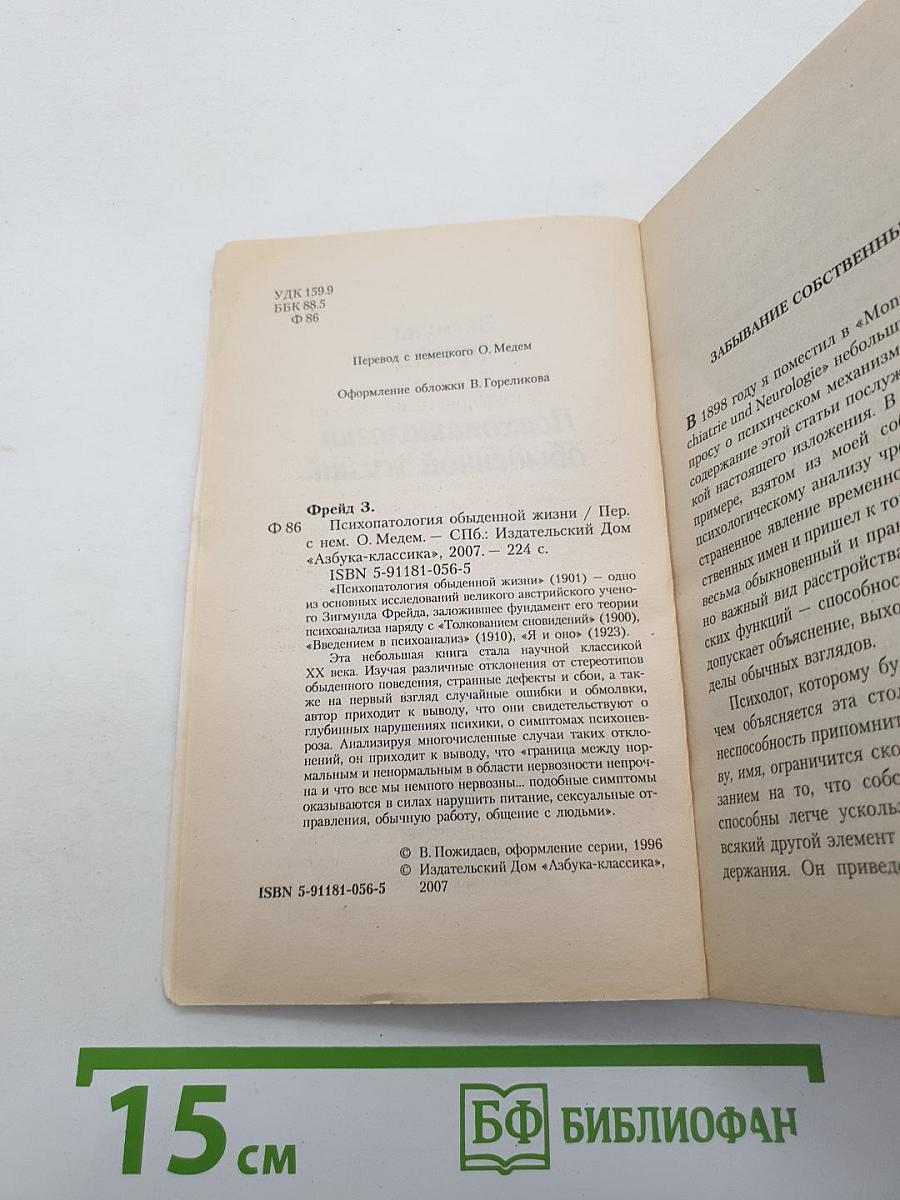 УДК 159.9
ББК 88.5
Ф 86
Перевод с немецкого О. Медем
Оформление обложки В. Гореликова
Фрейд З.
Ф 86 Психопатология обыденной жизни / Пер.
с нем. О. Медем. — СПб.: Издательский Дом
«Азбука-классика», 2007. — 224 с.
ISBN 5-91181-056-5
«Психопатология обыденной жизни» (1901) — одно
из основных исследований великого австрийского учено-
го Зигмунда Фрейда, заложившее фундамент его теории
психоанализа наряду с «Толкованием сновидений» (1900),
«Введением в психоанализ» (1910), «Я и оно» (1923).
Эта небольшая книга стала научной классикой
XX века. Изучая различные отклонения от стереотипов
обыденного поведения, странные дефекты и сбои, а так-
же на первый взгляд случайные ошибки и обмолвки,
автор приходит к выводу, что они свидетельствуют о
глубинных нарушениях психики, о симптомах психонев-
роза. Анализируя многочисленные случаи таких откло-
нений, он приходит к выводу, что «граница между нор-
мальным и ненормальным в области нервозности непроч-
на и что все мы немного нервозны... подобные симптомы
оказываются в силах нарушить питание, сексуальные от-
правления, обычную работу, общение с людьми».
© В. Пожидаев, оформление серии, 1996
© Издательский Дом «Азбука-классика»,
2007
ISBN 5-91181-056-5
ЗАБЫВАНИЕ СОБСТВЕННЫ
В 1898 году я поместил в «Mon
chiatrie und Neurologie» небольш
просу о психическом механизм
содержание этой статьи послуж
кой настоящего изложения. В
примере, взятом из моей соб
психологическому анализу чре
страненное явление временно
ственных имен и пришел к то
весьма обыкновенный и пра
но важный вид расстройства
ских функций — способнос
допускает объяснение, выхо
делы обычных взглядов.
Психолог, которому бу
чем объясняется эта стол
неспособность припомнит
ву, имя, ограничится ско
занием на то, что собс
способны легче усколь
всякий другой элемент
держания. Он приведе
15 см
БФ БИБЛИОФАН